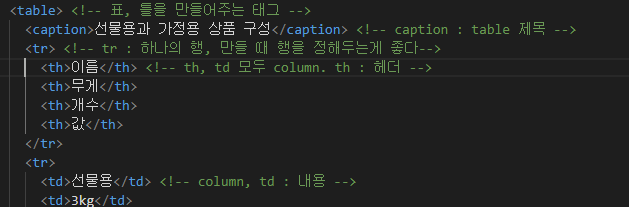 <table> <!-- 표, 틀을 만들어주는 태그 -->
<caption>선물용과 가정용 상품 구성</caption> <!-- caption : table 제목 -->
<tr> <!-- tr : 하나의 행, 만들 때 행을 정해두는게 좋다-->
<th>이름</th> <!-- th, td 모두 column. th : 헤더 -->
<th>무게</th>
<th>개수</th>
<th>값</th>
</tr>
<tr>
<td>선물용</td> <!-- column, td : 내용 -->
<td>3kg</td>